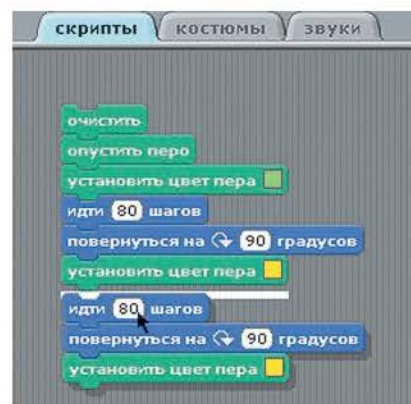 скрипты костюмы звуки
очистить
опустить перо
установить цвет пера
идти 80 шагов
повернуться на 90 градусов
установить цвет пера
идти 80 шагов
повернуться на 90 градусов
установить цвет пера